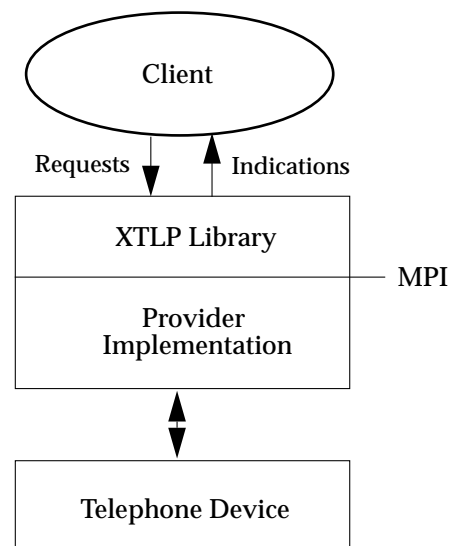 Client
Requests
Indications
XTLP Library
MPI
Provider
Implementation
Telephone Device